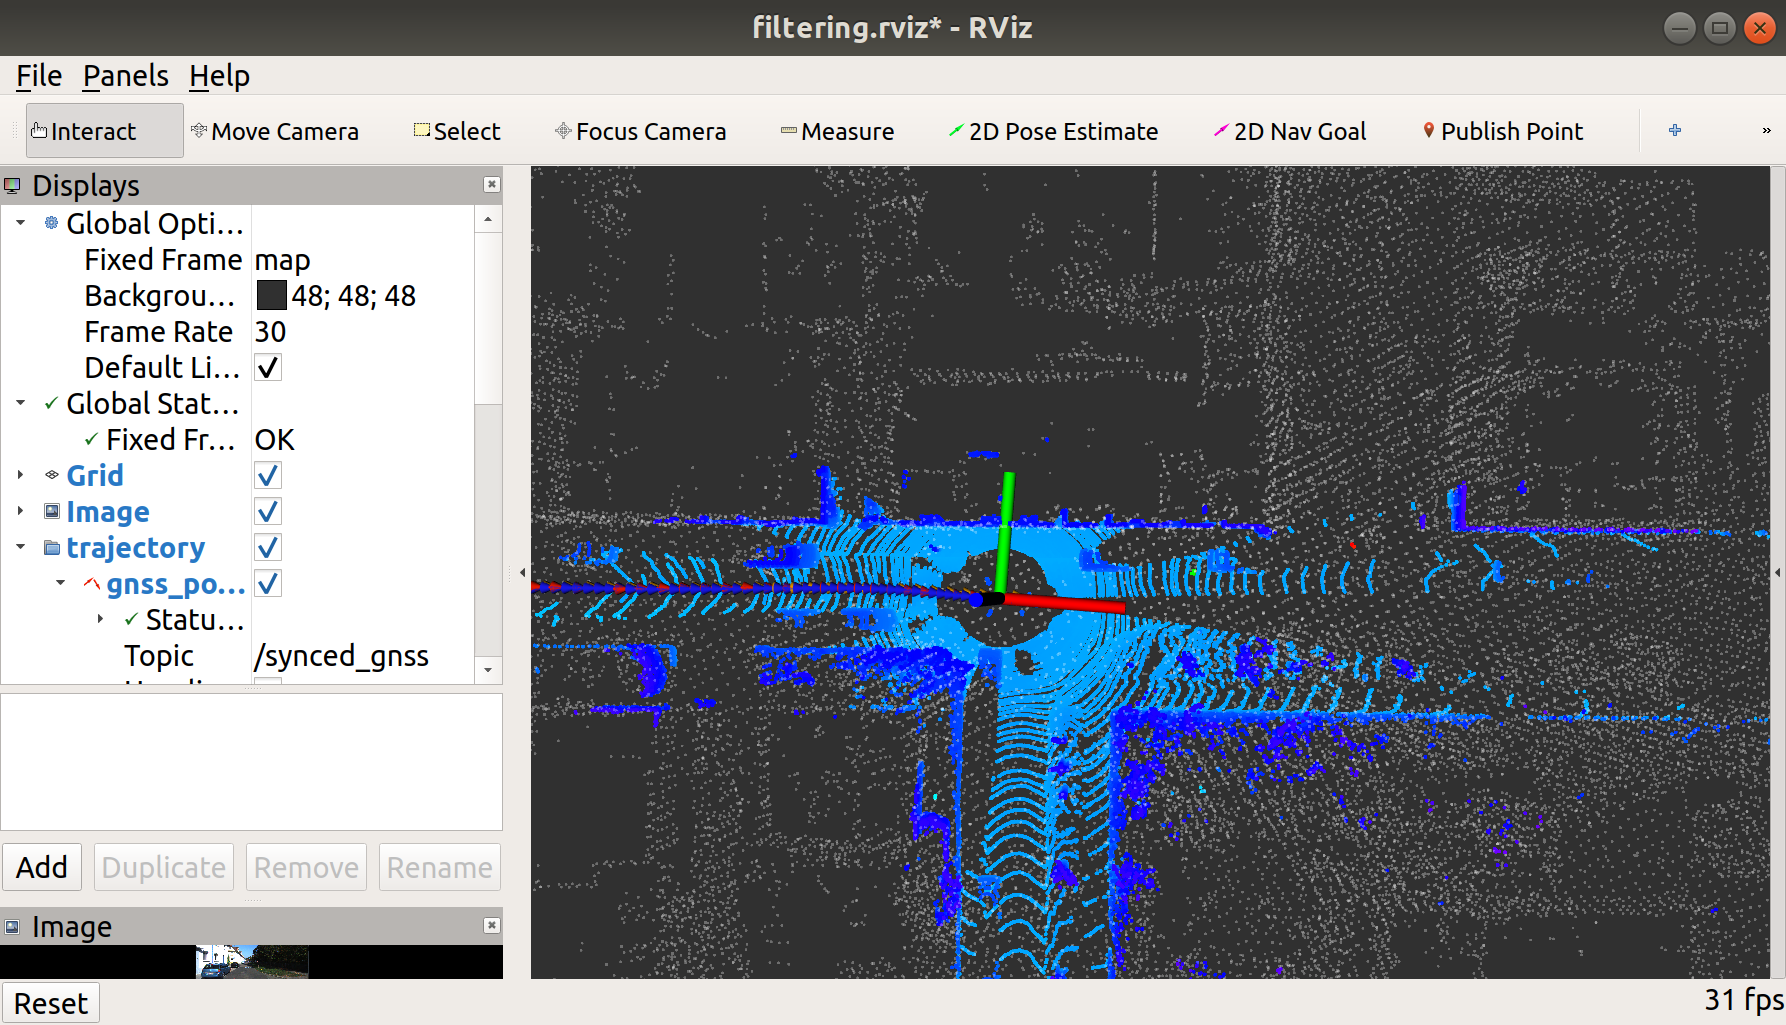 filtering.rviz* - RViz
File Panels Help
Interact Move Camera Select Focus Camera Measure 2D Pose Estimate 2D Nav Goal Publish Point »
Displays
Global Opti...
Fixed Frame map
Backgrou... 48; 48; 48
Frame Rate 30
Default Li...
Global Stat...
Fixed Fr... OK
Grid
Image
trajectory
gnss_po...
Statu...
Topic /synced_gnss
Add Duplicate Remove Rename
Image
Reset 31 fps